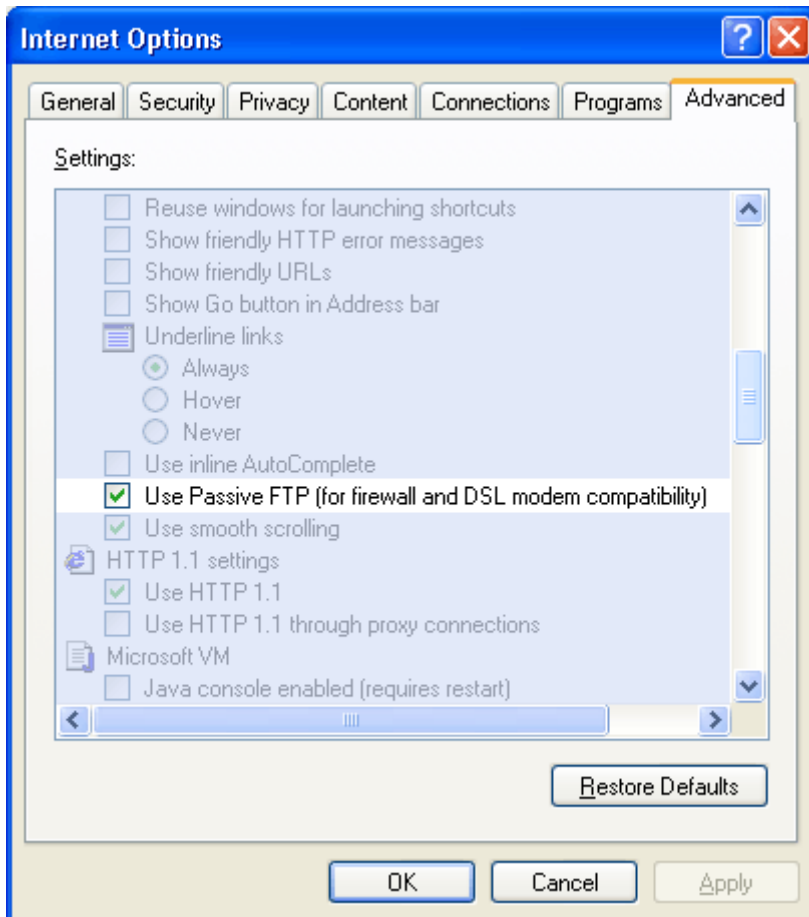 Internet Options
General Security Privacy Content Connections Programs Advanced
Settings:
Reuse windows for launching shortcuts
Show friendly HTTP error messages
Show friendly URLs
Show Go button in Address bar
Underline links
Always
Hover
Never
Use inline AutoComplete
Use Passive FTP (for firewall and DSL modem compatibility)
Use smooth scrolling
HTTP 1.1 settings
Use HTTP 1.1
Use HTTP 1.1 through proxy connections
Microsoft VM
Java console enabled (requires restart)
Restore Defaults
OK Cancel Apply